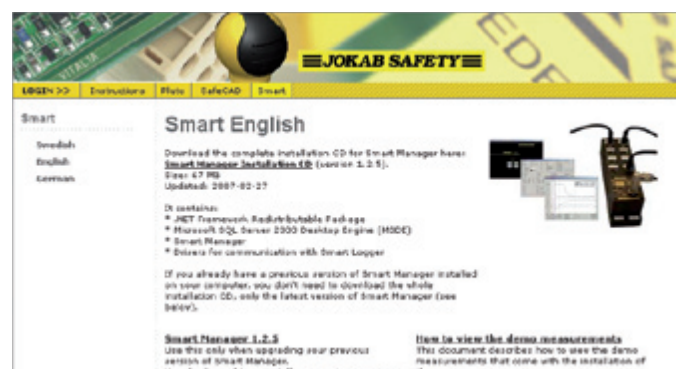 VITALIA
JOKAB SAFETY
LOGIN >> Instructions Pluto SafeCAD Smart
Smart
Swedish
English
German
Smart English
Download the complete installation CD for Smart Manager here:
Smart Manager Installation CD (version 1.2.5).
Size: 67 MB
Updated: 2007-02-27
It contains:
* .NET Framework Redistributable Package
* Microsoft SQL Server 2000 Desktop Engine (MSDE)
* Smart Manager
* Drivers for communication with Smart Logger
If you already have a previous version of Smart Manager installed
on your computer, you don't need to download the whole
installation CD, only the latest version of Smart Manager (see
below).
Smart Manager 1.2.5
Use this only when upgrading your previous
version of Smart Manager.
How to view the demo measurements
This document describes how to view the demo
measurements that come with the installation of